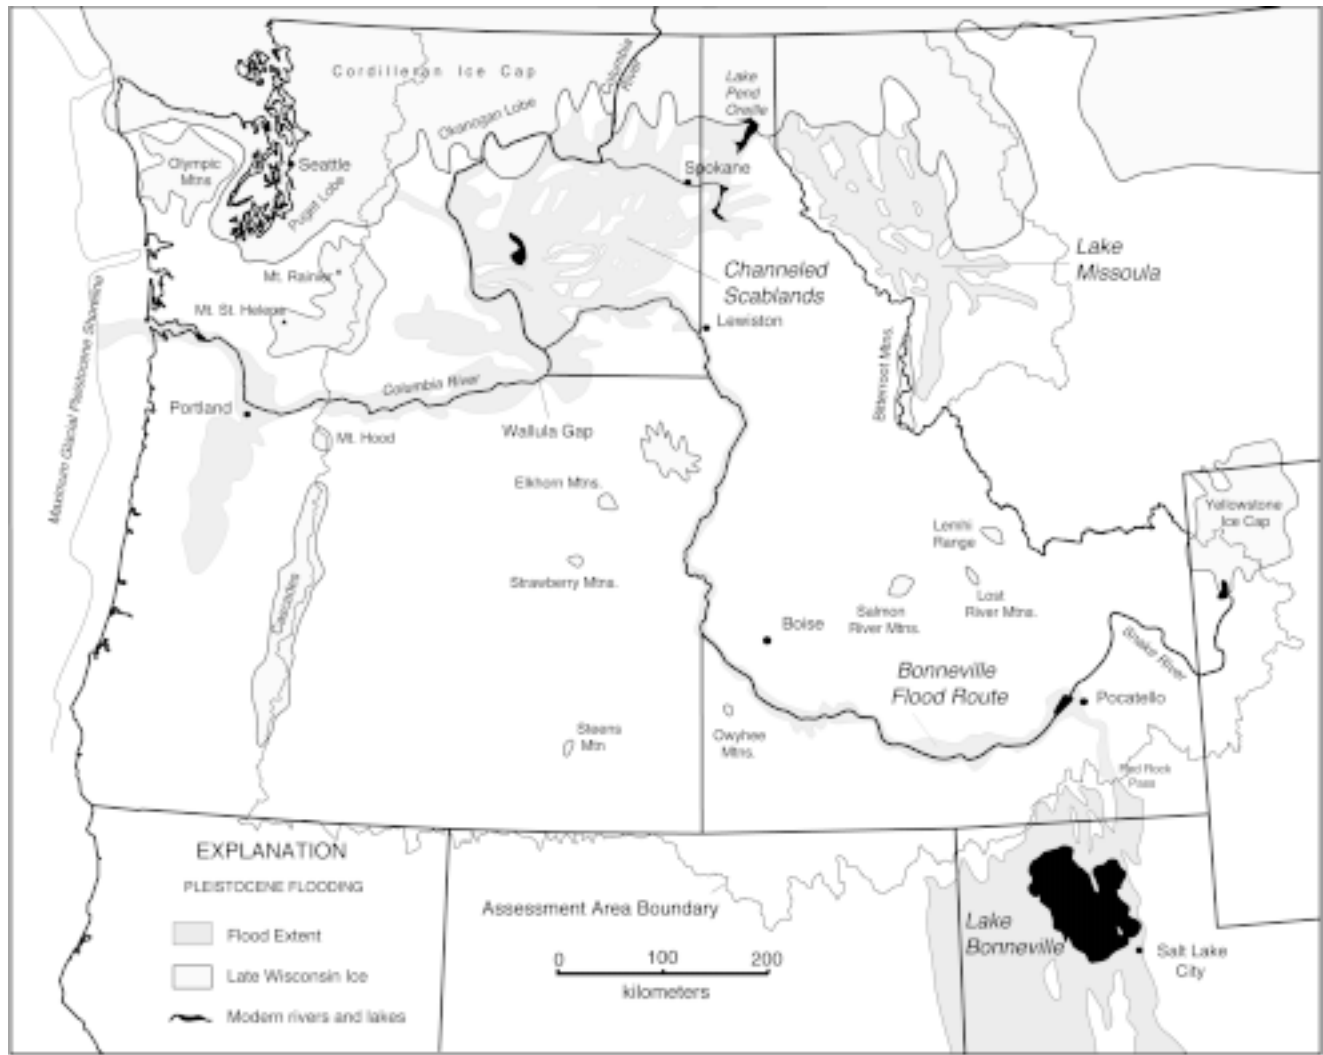 Cordilleran Ice Cap
Columbia
River
Lake
Pend
Oreille
Okanogan Lobe
Olympic
Mtns
Seattle
Puget Lobe
Spokane
Mt. Rainier
Mt. St. Helens
Channeled
Scablands
Lake
Missoula
Lewiston
Maximum Glacial Pleistocene Shoreline
Bitterroot Mtns.
Columbia River
Portland
Mt. Hood
Wallula Gap
Elkhorn Mtns.
Strawberry Mtns.
Cascades
Lemhi
Range
Yellowstone
Ice Cap
Salmon
River Mtns.
Lost
River Mtns.
Boise
Snake River
Bonneville
Flood Route
Pocatello
Steens
Mtn
Owyhee
Mtns.
Red Rock
Pass
EXPLANATION
PLEISTOCENE FLOODING
Flood Extent
Late Wisconsin Ice
Modern rivers and lakes
Assessment Area Boundary
0 100 200
kilometers
Lake
Bonneville
Salt Lake
City